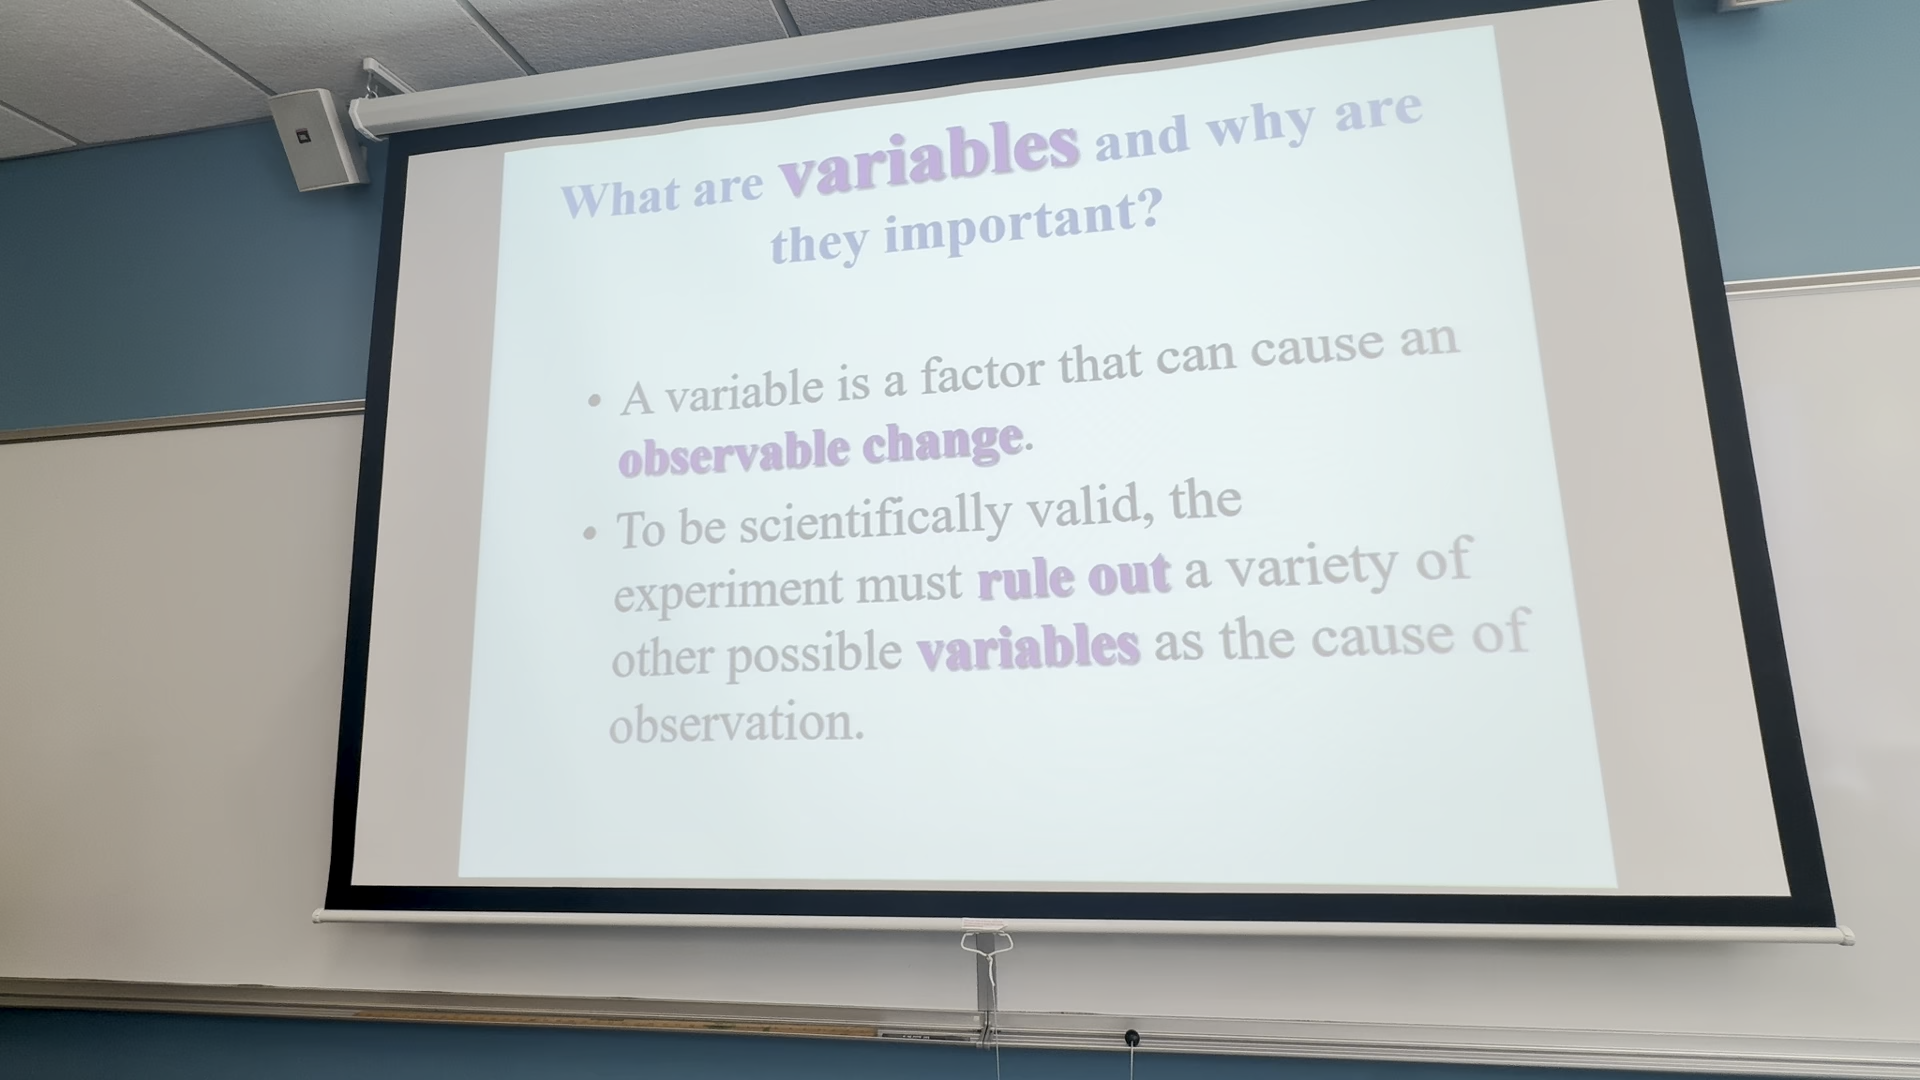 What are variables and why are
they important?
• A variable is a factor that can cause an
observable change.
• To be scientifically valid, the
experiment must rule out a variety of
other possible variables as the cause of
observation.